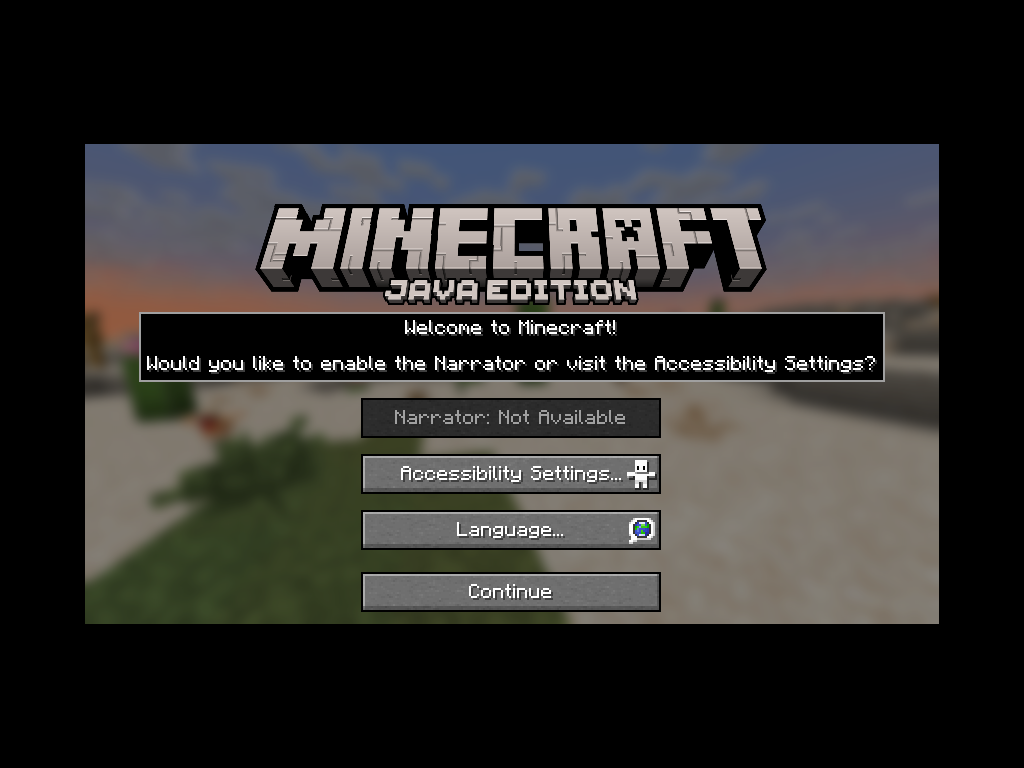 MINECRAFT
JAVA EDITION
Welcome to Minecraft!
Would you like to enable the Narrator or visit the Accessibility Settings?
Narrator: Not Available
Accessibility Settings...
Language...
Continue